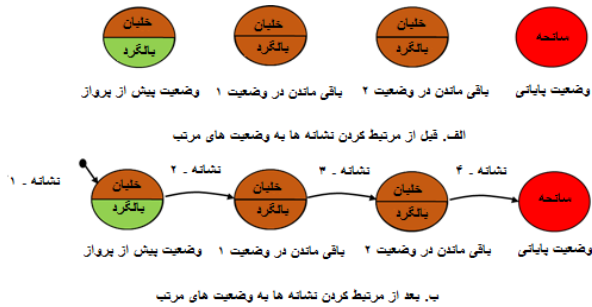 خلبان خلبان خلبان سانحه
بالگرد بالگرد بالگرد
وضعیت پیش از پرواز باقی ماندن در وضعیت ۱ باقی ماندن در وضعیت ۲ وضعیت پایانی
الف. قبل از مرتبط کردن نشانه ها به وضعیت های مرتب
نشانه - ۱ نشانه - ۲ نشانه - ۳ نشانه - ۴
خلبان خلبان خلبان سانحه
بالگرد بالگرد بالگرد
وضعیت پیش از پرواز باقی ماندن در وضعیت ۱ باقی ماندن در وضعیت ۲ وضعیت پایانی
ب. بعد از مرتبط کردن نشانه ها به وضعیت های مرتب